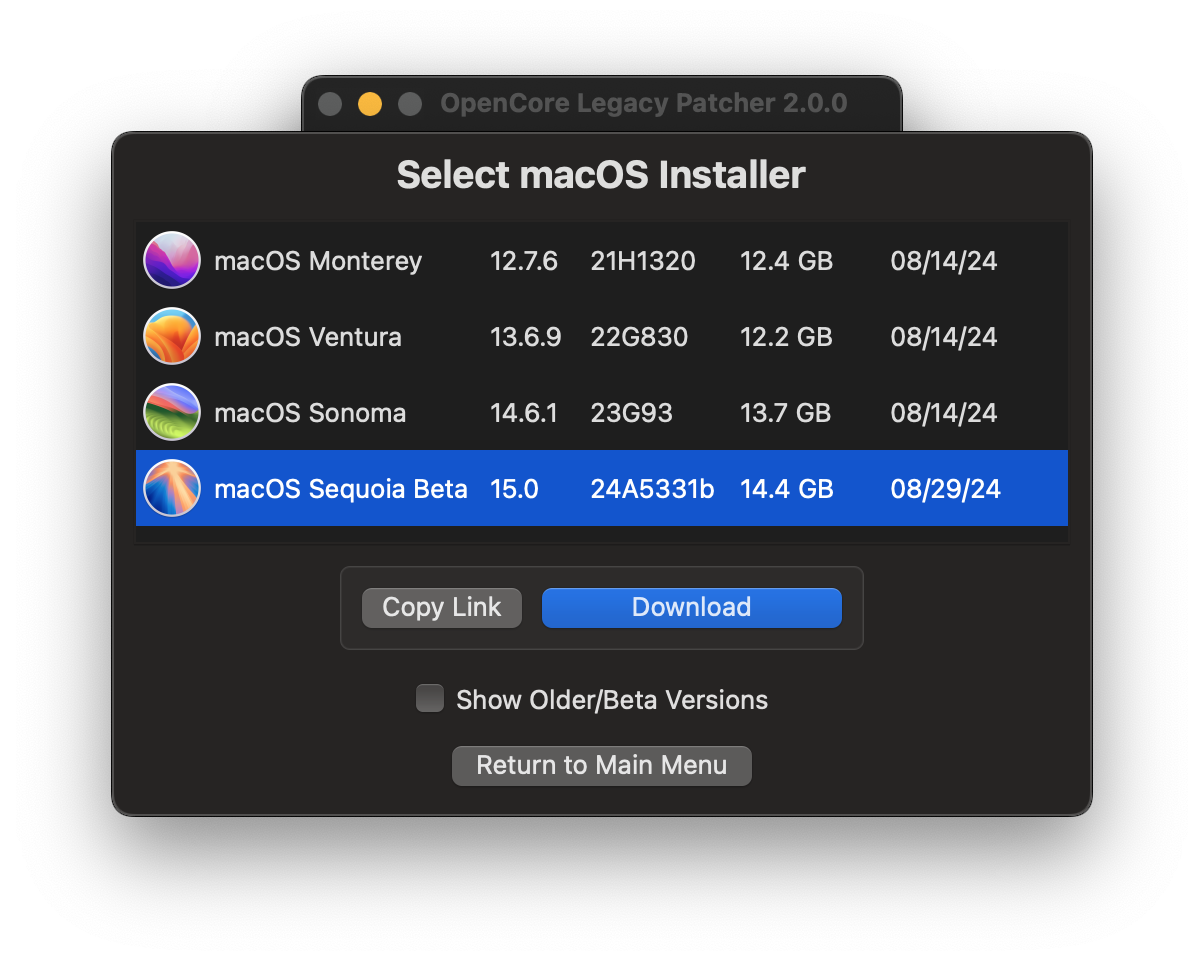 OpenCore Legacy Patcher 2.0.0
Select macOS Installer
macOS Monterey 12.7.6 21H1320 12.4 GB 08/14/24
macOS Ventura 13.6.9 22G830 12.2 GB 08/14/24
macOS Sonoma 14.6.1 23G93 13.7 GB 08/14/24
macOS Sequoia Beta 15.0 24A5331b 14.4 GB 08/29/24
Copy Link Download
Show Older/Beta Versions
Return to Main Menu